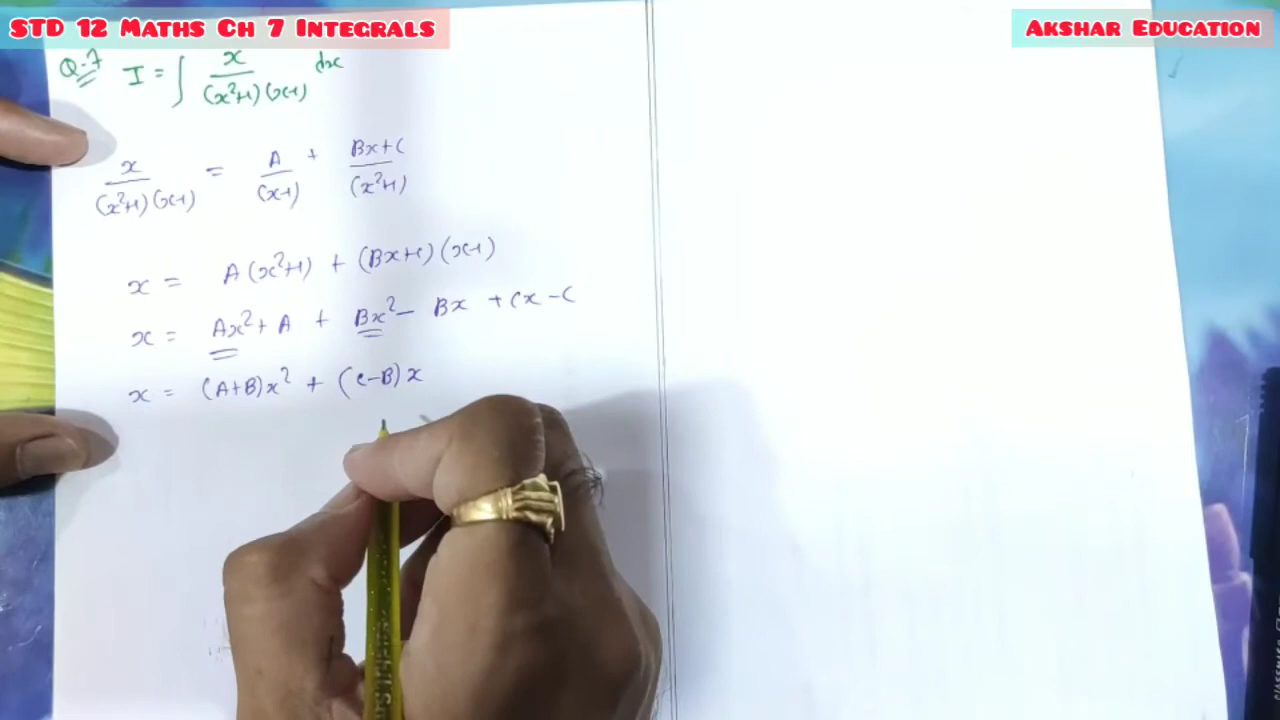 STD 12 Maths Ch 7 Integrals
Akshar Education
Q.7 I = ∫ x / (x²+1)(x-1) dx
x / (x²+1)(x-1) = A / (x-1) + Bx+C / (x²+1)
x = A(x²+1) + (Bx+C)(x-1)
x = Ax²+A + Bx²- Bx + Cx - C
x = (A+B)x² + (C-B)x